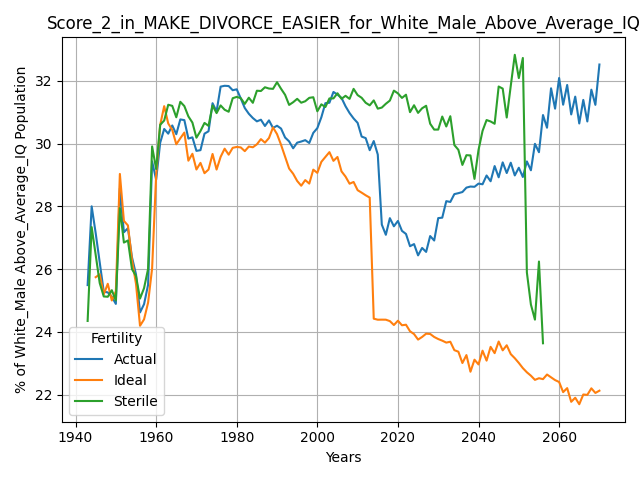 Score_2_in_MAKE_DIVORCE_EASIER_for_White_Male_Above_Average_IQ
% of White_Male Above_Average_IQ Population
32
30
28
26
24
22
Fertility
Actual
Ideal
Sterile
1940 1960 1980 2000 2020 2040 2060
Years